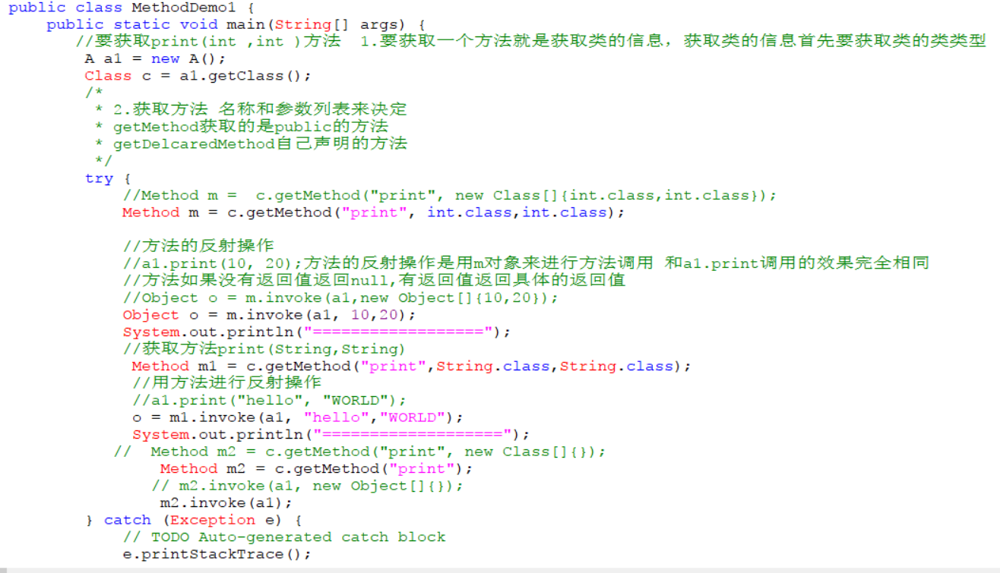 public class MethodDemo1 {
    public static void main(String[] args) {
       //要获取print(int ,int )方法  1.要获取一个方法就是获取类的信息，获取类的信息首先要获取类的类类型
        A a1 = new A();
        Class c = a1.getClass();
        /*
         * 2.获取方法 名称和参数列表来决定
         * getMethod获取的是public的方法
         * getDelcaredMethod自己声明的方法
         */
        try {
            //Method m =  c.getMethod("print", new Class[]{int.class,int.class});
            Method m = c.getMethod("print", int.class,int.class);

            //方法的反射操作
            //a1.print(10, 20);方法的反射操作是用m对象来进行方法调用 和a1.print调用的效果完全相同
            //方法如果没有返回值返回null,有返回值返回具体的返回值
            //Object o = m.invoke(a1,new Object[]{10,20});
            Object o = m.invoke(a1, 10,20);
            System.out.println("==================");
            //获取方法print(String,String)
             Method m1 = c.getMethod("print",String.class,String.class);
             //用方法进行反射操作
             //a1.print("hello", "WORLD");
             o = m1.invoke(a1, "hello","WORLD");
             System.out.println("===================");
           //  Method m2 = c.getMethod("print", new Class[]{});
                Method m2 = c.getMethod("print");
               // m2.invoke(a1, new Object[]{});
                m2.invoke(a1);
        } catch (Exception e) {
            // TODO Auto-generated catch block
            e.printStackTrace();